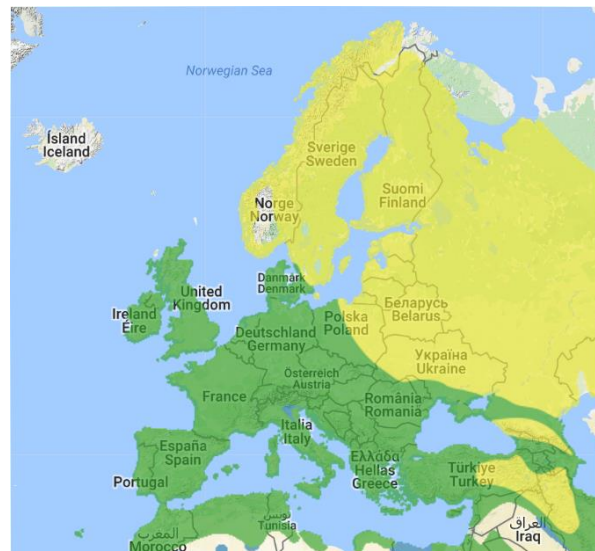 Norwegian Sea
Ísland
Iceland
Sverige
Sweden
Suomi
Finland
Norge
Norway
Danmark
Denmark
United
Kingdom
Ireland
Éire
Беларусь
Belarus
Polska
Poland
Deutschland
Germany
Україна
Ukraine
Österreich
Austria
France
România
Romania
Italia
Italy
España
Spain
Portugal
Ελλάδα
Hellas
Greece
Türkiye
Turkey
تونس
Tunisia
العراق
Iraq
المغرب
Morocco